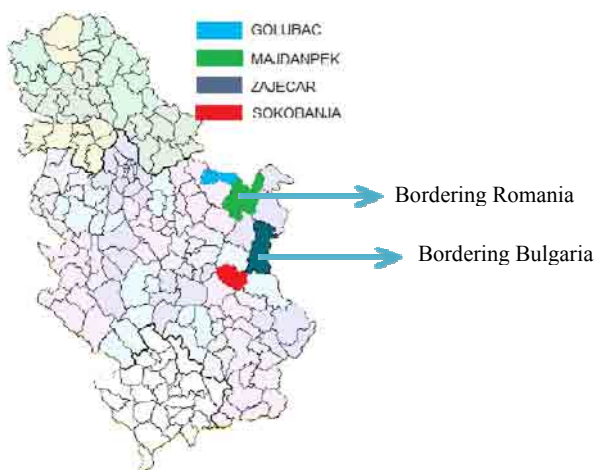 GOLUBAC
MAJDANPEK
ZAJECAR
SOKOBANJA
Bordering Romania
Bordering Bulgaria